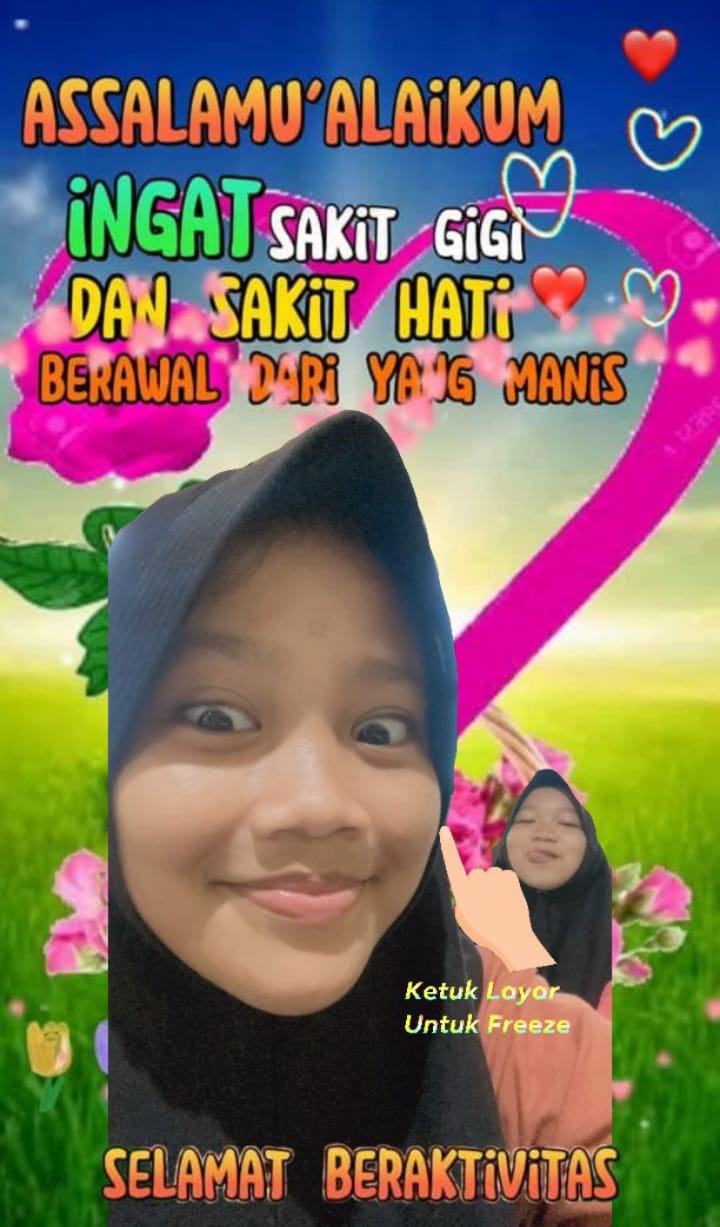 ASSALAMU'ALAiKUM
iNGAT SAKiT GiGi
DAN SAKiT HATi
BERAWAL DARi YANG MANiS
Ketuk Layar
Untuk Freeze
SELAMAT BERAKTiViTAS